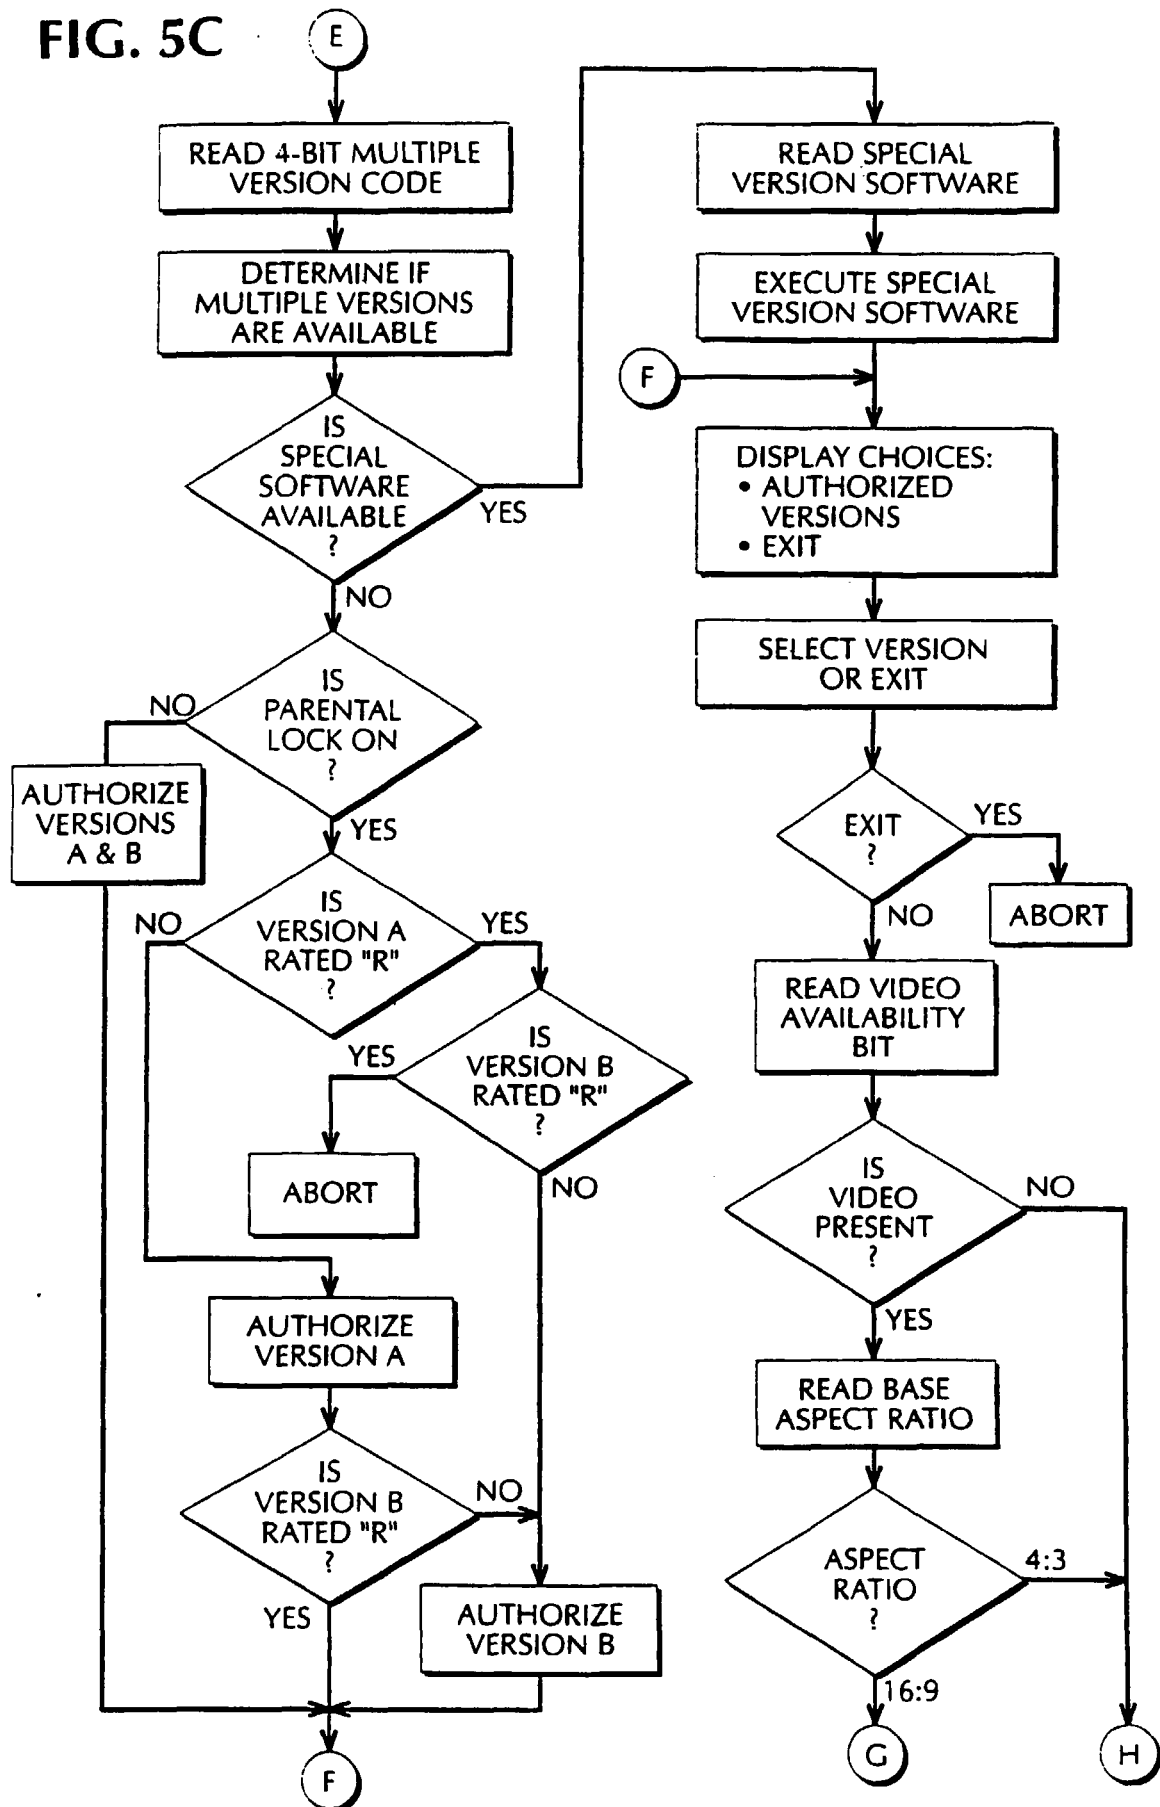 FIG. 5C
E
READ 4-BIT MULTIPLE
VERSION CODE
DETERMINE IF
MULTIPLE VERSIONS
ARE AVAILABLE
IS
SPECIAL
SOFTWARE
AVAILABLE
?
YES
NO
IS
PARENTAL
LOCK ON
?
NO
YES
AUTHORIZE
VERSIONS
A & B
IS
VERSION A
RATED "R"
?
NO
YES
IS
VERSION B
RATED "R"
?
YES
NO
ABORT
AUTHORIZE
VERSION A
IS
VERSION B
RATED "R"
?
NO
YES
AUTHORIZE
VERSION B
F
READ SPECIAL
VERSION SOFTWARE
EXECUTE SPECIAL
VERSION SOFTWARE
F
DISPLAY CHOICES:
• AUTHORIZED
VERSIONS
• EXIT
SELECT VERSION
OR EXIT
EXIT
?
YES
NO
ABORT
READ VIDEO
AVAILABILITY
BIT
IS
VIDEO
PRESENT
?
NO
YES
READ BASE
ASPECT RATIO
ASPECT
RATIO
?
4:3
16:9
G
H